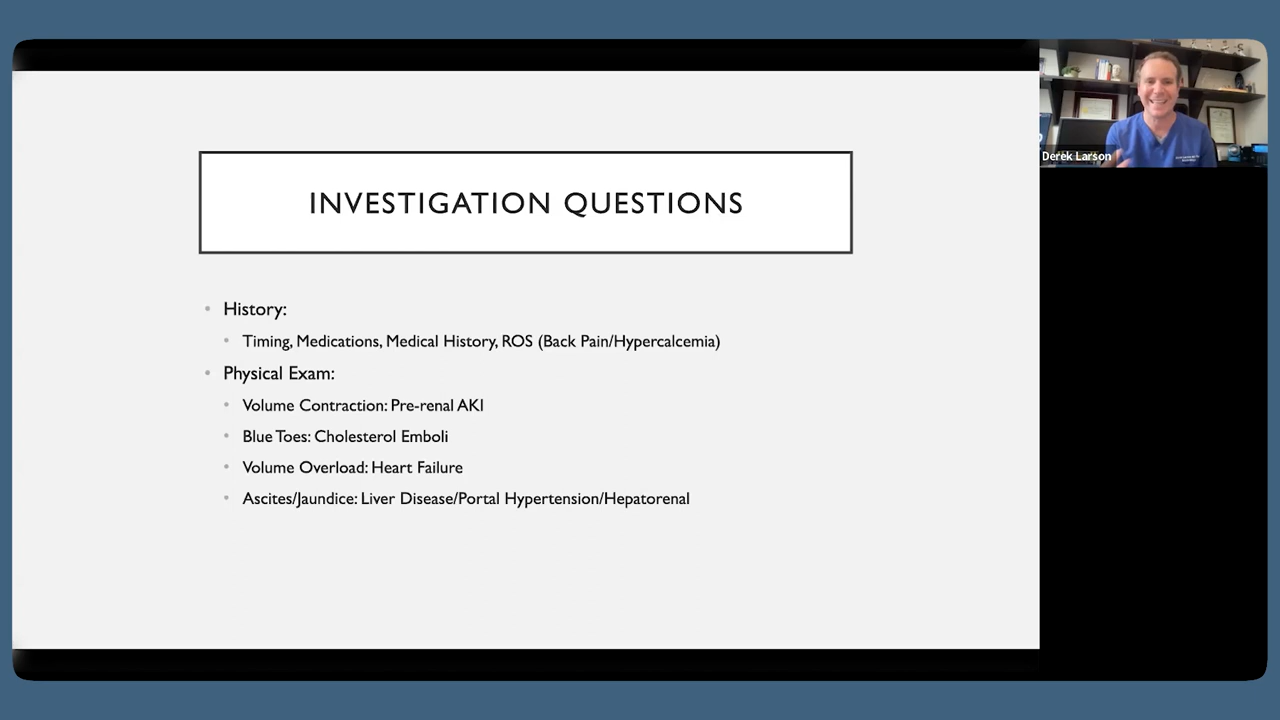 INVESTIGATION QUESTIONS
• History:
• Timing, Medications, Medical History, ROS (Back Pain/Hypercalcemia)
• Physical Exam:
• Volume Contraction: Pre-renal AKI
• Blue Toes: Cholesterol Emboli
• Volume Overload: Heart Failure
• Ascites/Jaundice: Liver Disease/Portal Hypertension/Hepatorenal
Derek Larson